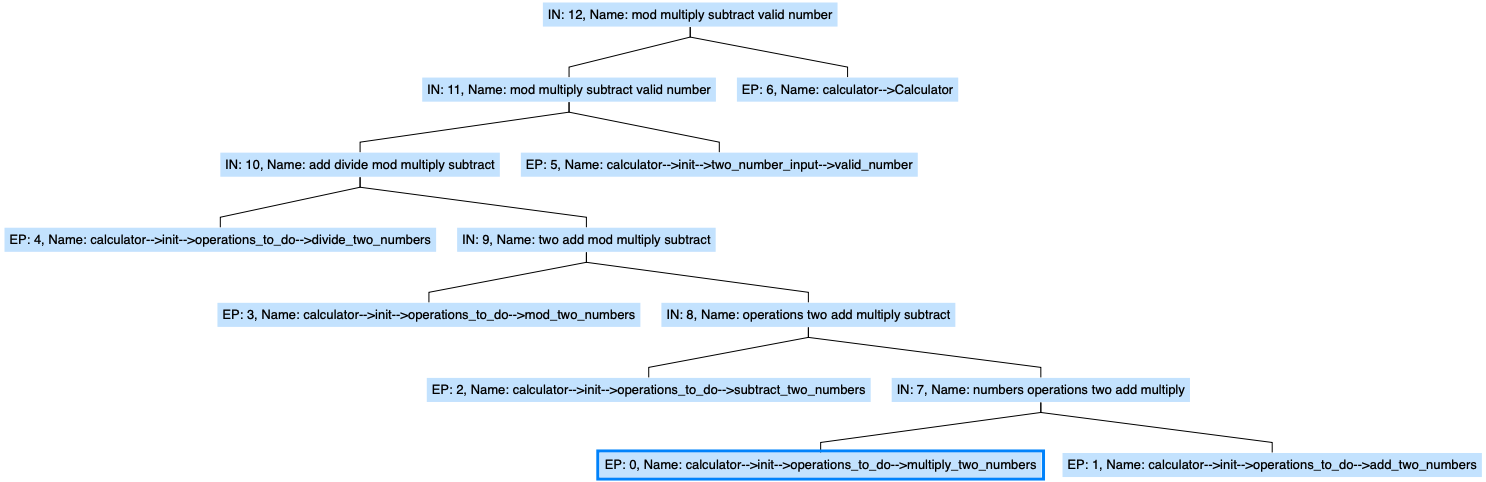 IN: 12, Name: mod multiply subtract valid number
IN: 11, Name: mod multiply subtract valid number
EP: 6, Name: calculator-->Calculator
IN: 10, Name: add divide mod multiply subtract
EP: 5, Name: calculator-->init-->two_number_input-->valid_number
EP: 4, Name: calculator-->init-->operations_to_do-->divide_two_numbers
IN: 9, Name: two add mod multiply subtract
EP: 3, Name: calculator-->init-->operations_to_do-->mod_two_numbers
IN: 8, Name: operations two add multiply subtract
EP: 2, Name: calculator-->init-->operations_to_do-->subtract_two_numbers
IN: 7, Name: numbers operations two add multiply
EP: 0, Name: calculator-->init-->operations_to_do-->multiply_two_numbers
EP: 1, Name: calculator-->init-->operations_to_do-->add_two_numbers